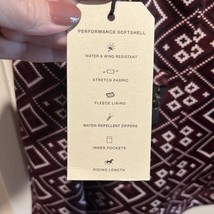 PERFORMANCE SOFTSHELL
WATER & WIND RESISTANT
STRETCH FABRIC
FLEECE LINING
WATER-REPELLENT ZIPPERS
INNER POCKETS
RIDING LENGTH